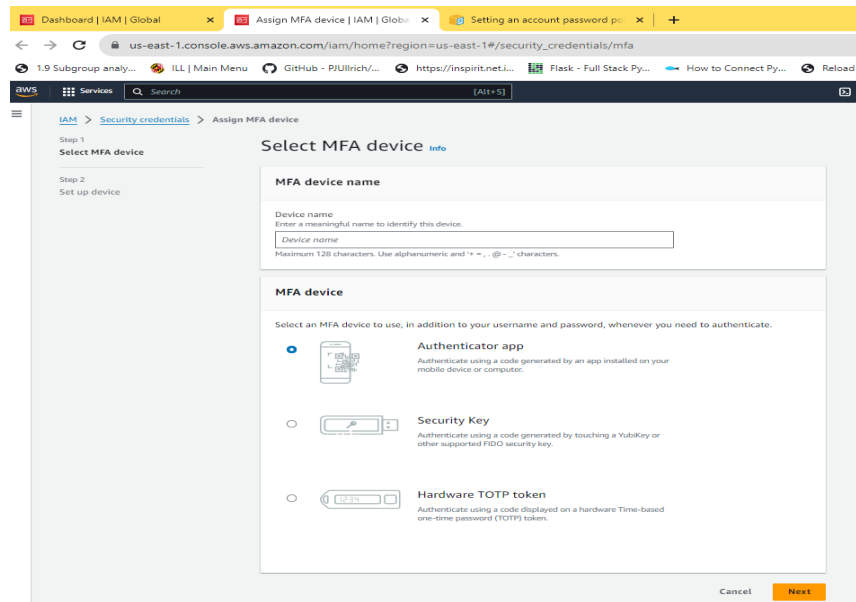 Dashboard | IAM | Global
Assign MFA device | IAM | Globa
Setting an account password po
us-east-1.console.aws.amazon.com/iam/home?region=us-east-1#/security_credentials/mfa
1.9 Subgroup analy... ILL | Main Menu GitHub - PJUllrich/... https://inspirit.net.i... Flask - Full Stack Py... How to Connect Py... Reload
aws Services Search [Alt+S]
IAM > Security credentials > Assign MFA device
Step 1
Select MFA device
Step 2
Set up device
Select MFA device Info
MFA device name
Device name
Enter a meaningful name to identify this device.
Device name
Maximum 128 characters. Use alphanumeric and '+ = , . @ - _' characters.
MFA device
Select an MFA device to use, in addition to your username and password, whenever you need to authenticate.
Authenticator app
Authenticate using a code generated by an app installed on your
mobile device or computer.
Security Key
Authenticate using a code generated by touching a YubiKey or
other supported FIDO security key.
1234
Hardware TOTP token
Authenticate using a code displayed on a hardware Time-based
one-time password (TOTP) token.
Cancel Next